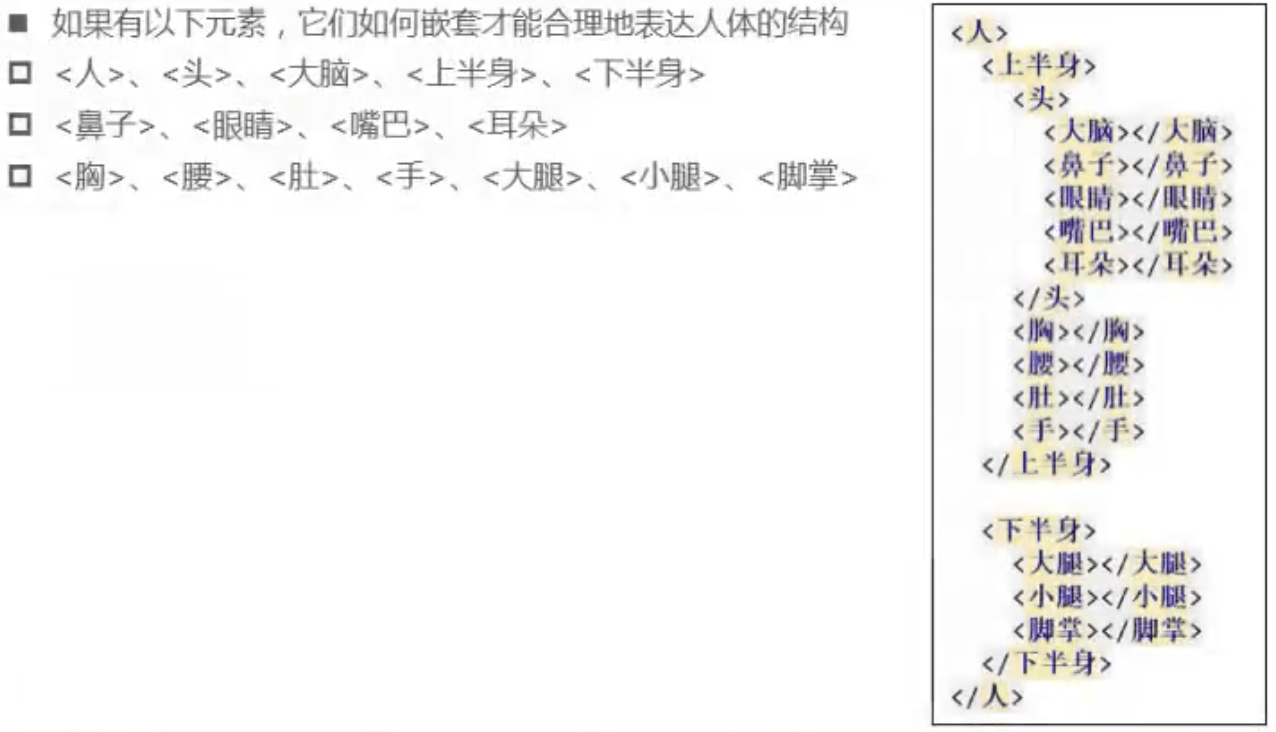 如果有以下元素，它们如何嵌套才能合理地表达人体的结构
<人>、<头>、<大脑>、<上半身>、<下半身>
<鼻子>、<眼睛>、<嘴巴>、<耳朵>
<胸>、<腰>、<肚>、<手>、<大腿>、<小腿>、<脚掌>
<人>
<上半身>
<头>
<大脑></大脑>
<鼻子></鼻子>
<眼睛></眼睛>
<嘴巴></嘴巴>
<耳朵></耳朵>
</头>
<胸></胸>
<腰></腰>
<肚></肚>
<手></手>
</上半身>
<下半身>
<大腿></大腿>
<小腿></小腿>
<脚掌></脚掌>
</下半身>
</人>